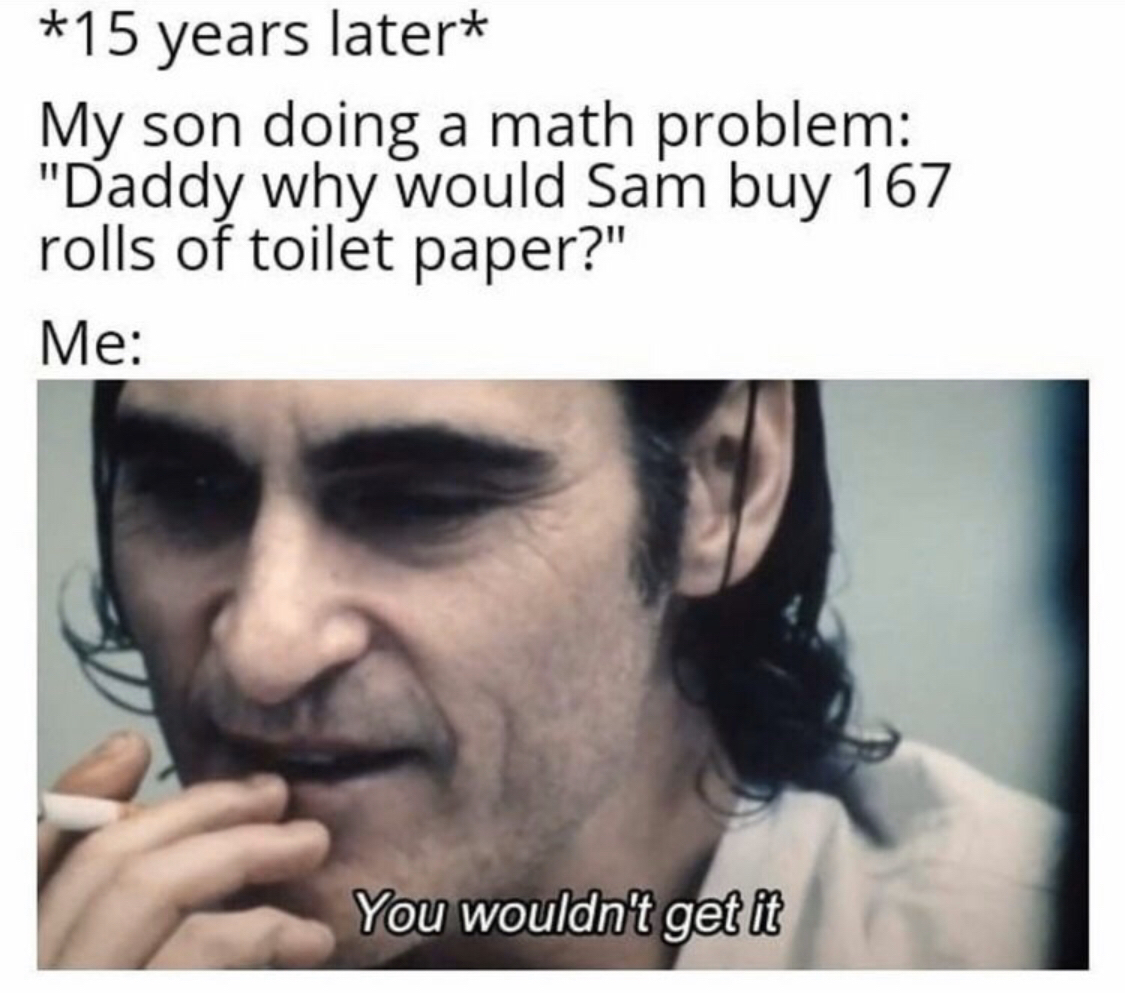 *15 years later*
My son doing a math problem:
"Daddy why would Sam buy 167
rolls of toilet paper?"
Me:
You wouldn't get it